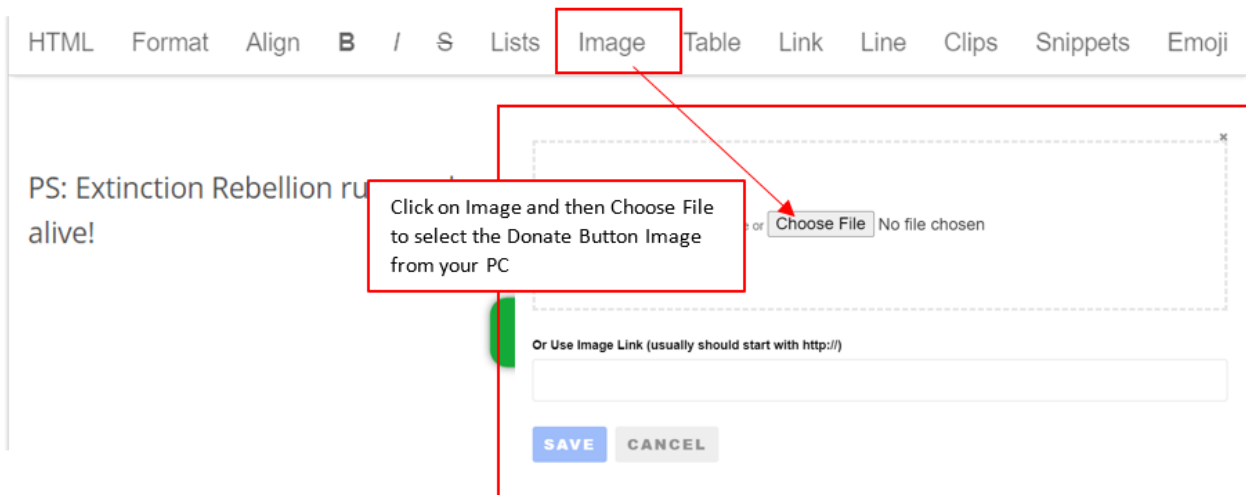 HTML Format Align B I S Lists Image Table Link Line Clips Snippets Emoji
PS: Extinction Rebellion ru
alive!
Click on Image and then Choose File
to select the Donate Button Image
from your PC
or Choose File No file chosen
Or Use Image Link (usually should start with http://)
SAVE CANCEL